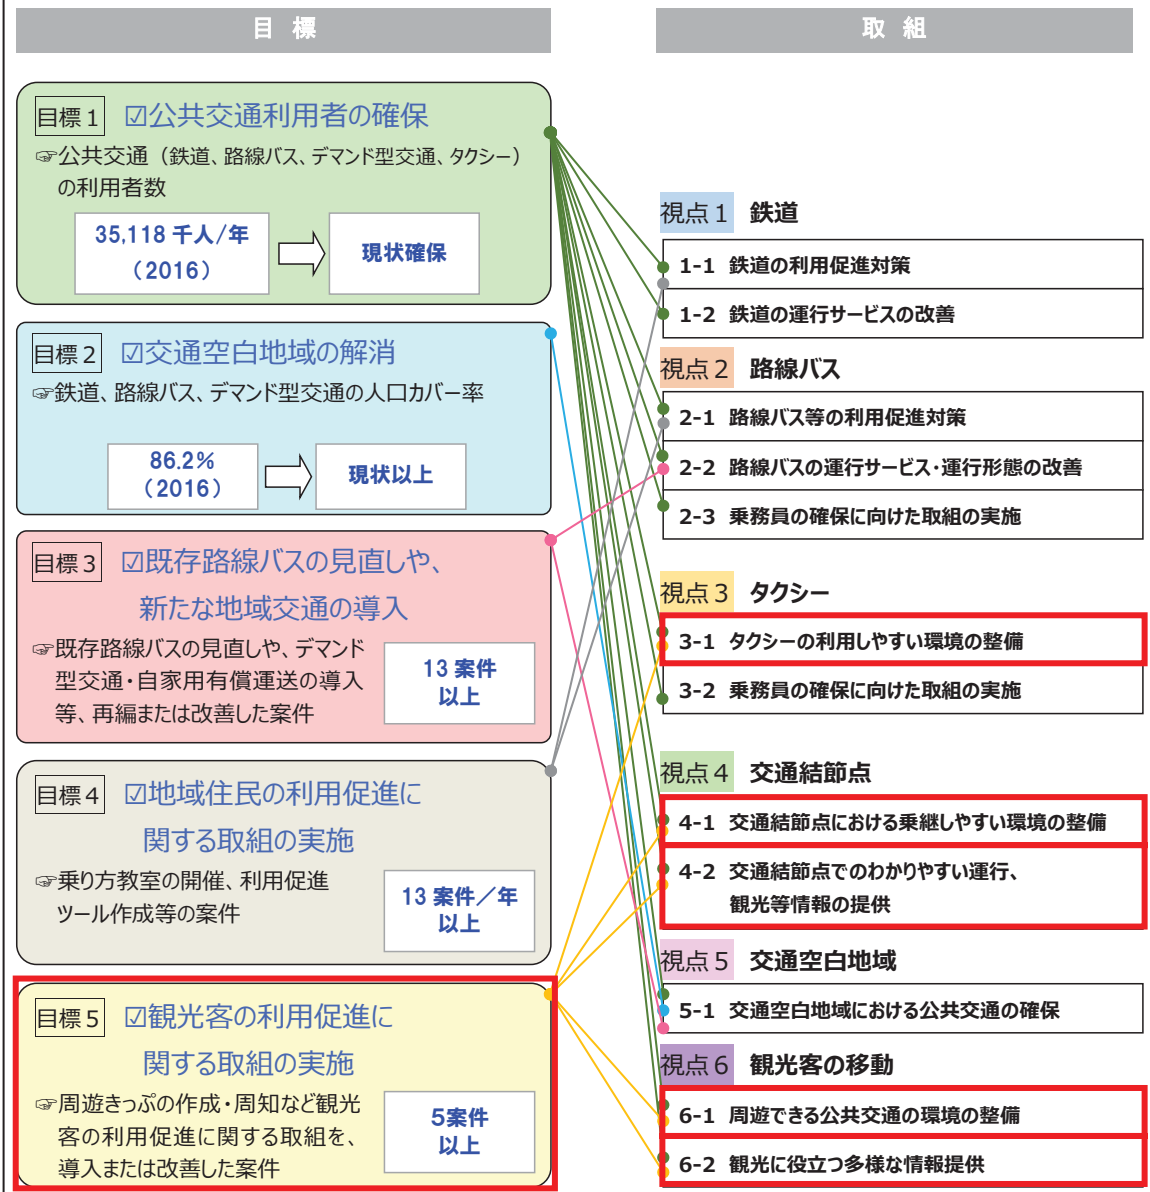 目 標
目標1 ☑公共交通利用者の確保
☞公共交通（鉄道、路線バス、デマンド型交通、タクシー）
の利用者数
35,118 千人/年
（2016）
現状確保
目標2 ☑交通空白地域の解消
☞鉄道、路線バス、デマンド型交通の人口カバー率
86.2%
（2016）
現状以上
目標3 ☑既存路線バスの見直しや、
新たな地域交通の導入
☞既存路線バスの見直しや、デマンド
型交通・自家用有償運送の導入
等、再編または改善した案件
13 案件
以上
目標4 ☑地域住民の利用促進に
関する取組の実施
☞乗り方教室の開催、利用促進
ツール作成等の案件
13 案件／年
以上
目標5 ☑観光客の利用促進に
関する取組の実施
☞周遊きっぷの作成・周知など観光
客の利用促進に関する取組を、
導入または改善した案件
5案件
以上
取 組
視点1 鉄道
1-1 鉄道の利用促進対策
1-2 鉄道の運行サービスの改善
視点2 路線バス
2-1 路線バス等の利用促進対策
2-2 路線バスの運行サービス・運行形態の改善
2-3 乗務員の確保に向けた取組の実施
視点3 タクシー
3-1 タクシーの利用しやすい環境の整備
3-2 乗務員の確保に向けた取組の実施
視点4 交通結節点
4-1 交通結節点における乗継しやすい環境の整備
4-2 交通結節点でのわかりやすい運行、
観光等情報の提供
視点5 交通空白地域
5-1 交通空白地域における公共交通の確保
視点6 観光客の移動
6-1 周遊できる公共交通の環境の整備
6-2 観光に役立つ多様な情報提供